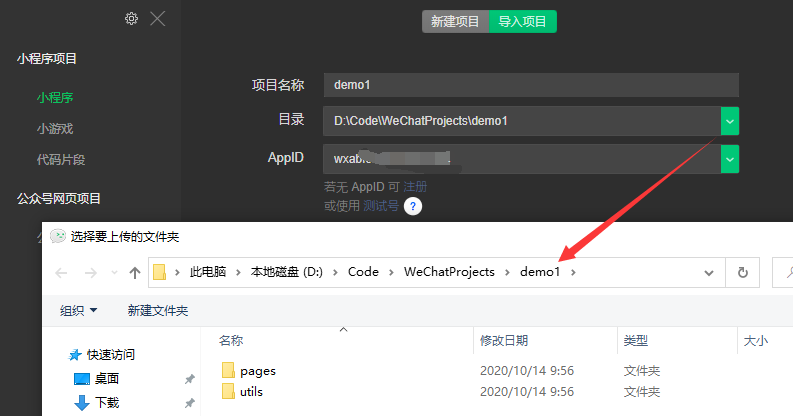 新建项目 导入项目
小程序项目
小程序
小游戏
代码片段
公众号网页项目
项目名称 demo1
目录 D:\Code\WeChatProjects\demo1
AppID
若无 AppID 可 注册
或使用 测试号 ?
选择要上传的文件夹
此电脑 › 本地磁盘 (D:) › Code › WeChatProjects › demo1 ›
组织 新建文件夹
名称 修改日期 类型 大小
快速访问
桌面
下载
pages 2020/10/14 9:56 文件夹
utils 2020/10/14 9:56 文件夹